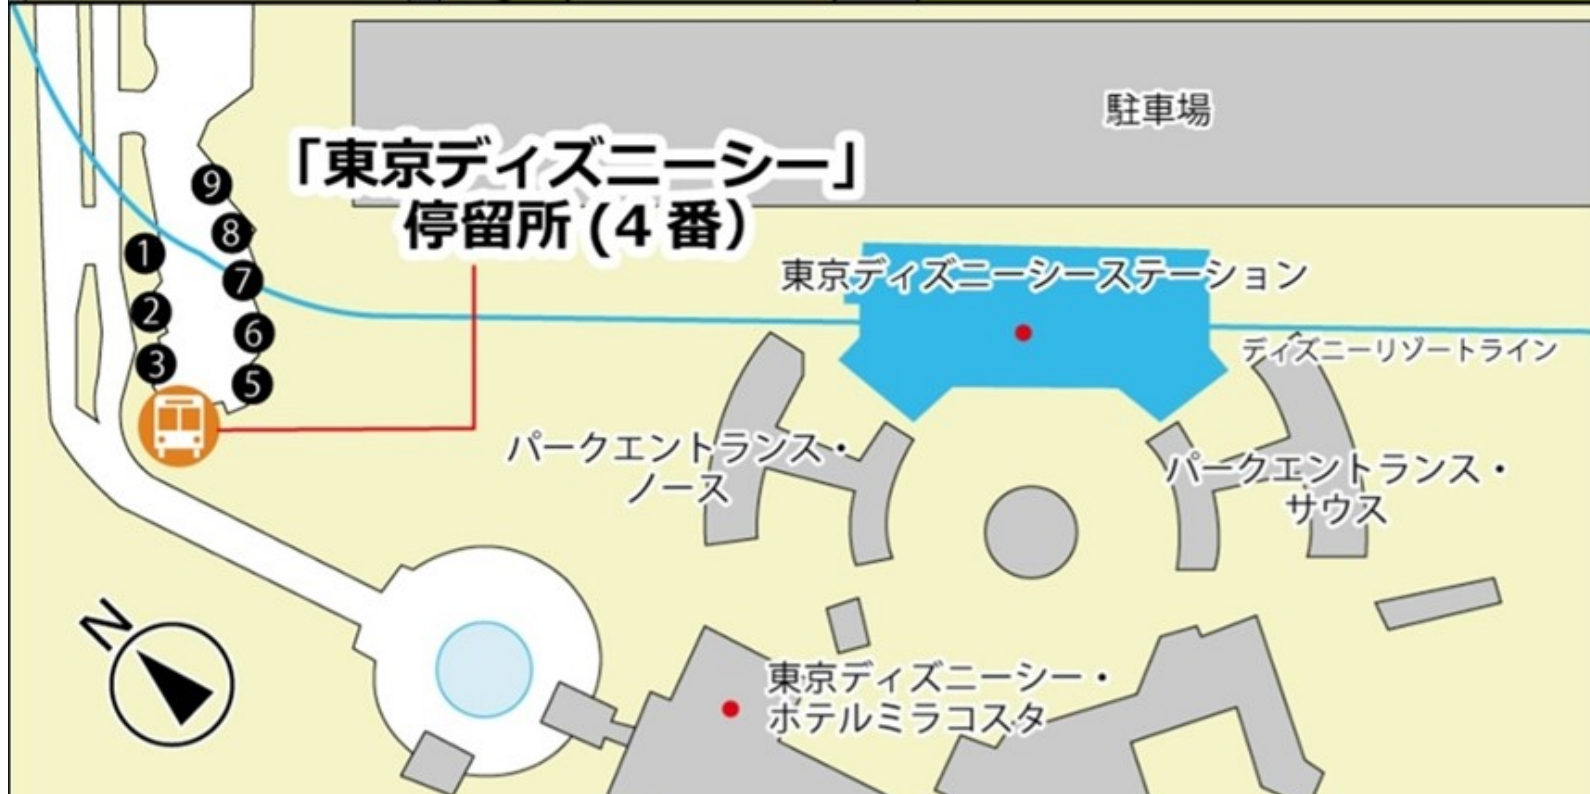 駐車場
「東京ディズニーシー」
停留所 (4 番)
9
8
1
7
2
6
3
5
東京ディズニーシーステーション
ディズニーリゾートライン
パークエントランス・
ノース
パークエントランス・
サウス
N
東京ディズニーシー・
ホテルミラコスタ